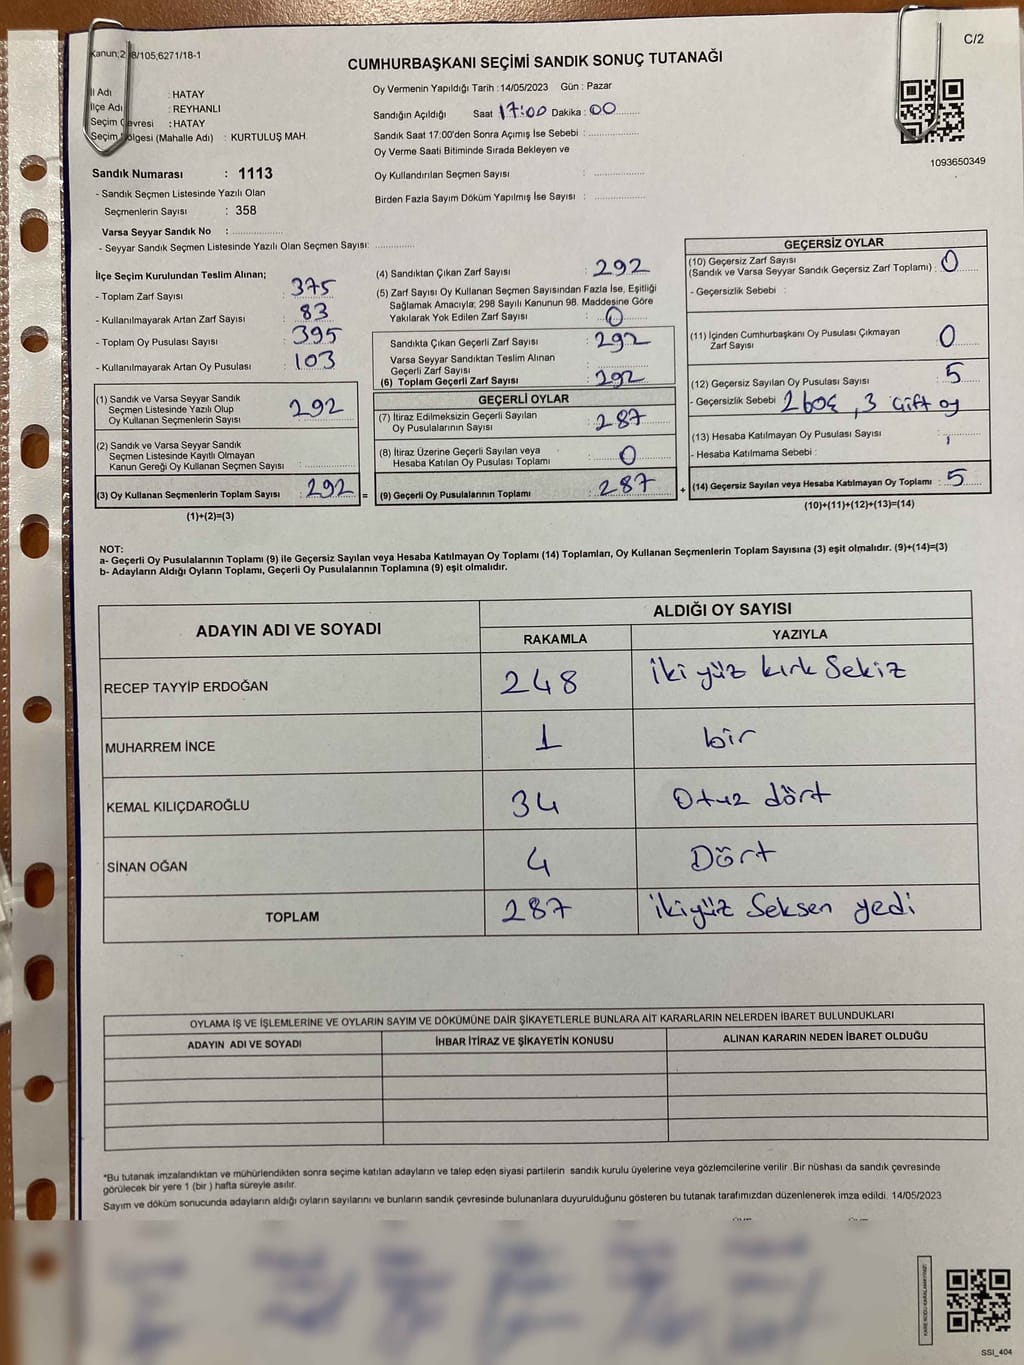 Kanun;2 8/105;6271/18-1
C/2
CUMHURBAŞKANI SEÇİMİ SANDIK SONUÇ TUTANAĞI
İl Adı : HATAY
İlçe Adı : REYHANLI
Seçim Çevresi : HATAY
Seçim Bölgesi (Mahalle Adı) : KURTULUŞ MAH.
Oy Vermenin Yapıldığı Tarih : 14/05/2023 Gün : Pazar
Sandığın Açıldığı Saat 17:00 Dakika : 00
Sandık Saat 17:00'den Sonra Açımış İse Sebebi :
Oy Verme Saati Bitiminde Sırada Bekleyen ve
Oy Kullandırılan Seçmen Sayısı :
Birden Fazla Sayım Döküm Yapılmış İse Sayısı :
1093650349
Sandık Numarası : 1113
- Sandık Seçmen Listesinde Yazılı Olan
Seçmenlerin Sayısı : 358
Varsa Seyyar Sandık No :
- Seyyar Sandık Seçmen Listesinde Yazılı Olan Seçmen Sayısı:
İlçe Seçim Kurulundan Teslim Alınan;
- Toplam Zarf Sayısı : 375
- Kullanılmayarak Artan Zarf Sayısı : 83
- Toplam Oy Pusulası Sayısı : 395
- Kullanılmayarak Artan Oy Pusulası : 103
(1) Sandık ve Varsa Seyyar Sandık
Seçmen Listesinde Yazılı Olup
Oy Kullanan Seçmenlerin Sayısı : 292
(2) Sandık ve Varsa Seyyar Sandık
Seçmen Listesinde Kayıtlı Olmayan
Kanun Gereği Oy Kullanan Seçmen Sayısı :
(3) Oy Kullanan Seçmenlerin Toplam Sayısı : 292 =
(1)+(2)=(3)
(4) Sandıktan Çıkan Zarf Sayısı : 292
(5) Zarf Sayısı Oy Kullanan Seçmen Sayısından Fazla İse, Eşitliği
Sağlamak Amacıyla; 298 Sayılı Kanunun 98. Maddesine Göre
Yakılarak Yok Edilen Zarf Sayısı : 0
Sandıkta Çıkan Geçerli Zarf Sayısı : 292
Varsa Seyyar Sandıktan Teslim Alınan
Geçerli Zarf Sayısı :
(6) Toplam Geçerli Zarf Sayısı : 292
GEÇERLİ OYLAR
(7) İtiraz Edilmeksizin Geçerli Sayılan
Oy Pusulalarının Sayısı : 287
(8) İtiraz Üzerine Geçerli Sayılan veya
Hesaba Katılan Oy Pusulası Toplamı : 0
(9) Geçerli Oy Pusulalarının Toplamı : 287 +
GEÇERSİZ OYLAR
(10) Geçersiz Zarf Sayısı
(Sandık ve Varsa Seyyar Sandık Geçersiz Zarf Toplamı) : 0
- Geçersizlik Sebebi :
(11) İçinden Cumhurbaşkanı Oy Pusulası Çıkmayan
Zarf Sayısı : 0
(12) Geçersiz Sayılan Oy Pusulası Sayısı : 5
- Geçersizlik Sebebi : 2 boş, 3 Çift oy
(13) Hesaba Katılmayan Oy Pusulası Sayısı :
- Hesaba Katılmama Sebebi :
(14) Geçersiz Sayılan veya Hesaba Katılmayan Oy Toplamı : 5
(10)+(11)+(12)+(13)=(14)
NOT:
a- Geçerli Oy Pusulalarının Toplamı (9) ile Geçersiz Sayılan veya Hesaba Katılmayan Oy Toplamı (14) Toplamları, Oy Kullanan Seçmenlerin Toplam Sayısına (3) eşit olmalıdır. (9)+(14)=(3)
b- Adayların Aldığı Oyların Toplamı, Geçerli Oy Pusulalarının Toplamına (9) eşit olmalıdır.
ADAYIN ADI VE SOYADI
ALDIĞI OY SAYISI
RAKAMLA YAZIYLA
RECEP TAYYİP ERDOĞAN 248 iki yüz kırk Sekiz
MUHARREM İNCE 1 bir
KEMAL KILIÇDAROĞLU 34 Otuz dört
SİNAN OĞAN 4 Dört
TOPLAM 287 ikiyüz Seksen yedi
OYLAMA İŞ VE İŞLEMLERİNE VE OYLARIN SAYIM VE DÖKÜMÜNE DAİR ŞİKAYETLERLE BUNLARA AİT KARARLARIN NELERDEN İBARET BULUNDUKLARI
ADAYIN ADI VE SOYADI İHBAR İTİRAZ VE ŞİKAYETİN KONUSU ALINAN KARARIN NEDEN İBARET OLDUĞU
*Bu tutanak imzalandıktan ve mühürlendikten sonra seçime katılan adayların ve talep eden siyasi partilerin sandık kurulu üyelerine veya gözlemcilerine verilir .Bir nüshası da sandık çevresinde
görülecek bir yere 1 (bir ) hafta süreyle asılır.
Sayım ve döküm sonucunda adayların aldığı oyların sayılarını ve bunların sandık çevresinde bulunanlara duyurulduğunu gösteren bu tutanak tarafımızdan düzenlenerek imza edildi. 14/05/2023
KARE KODU KARALAMAYINIZ!
SSI_404